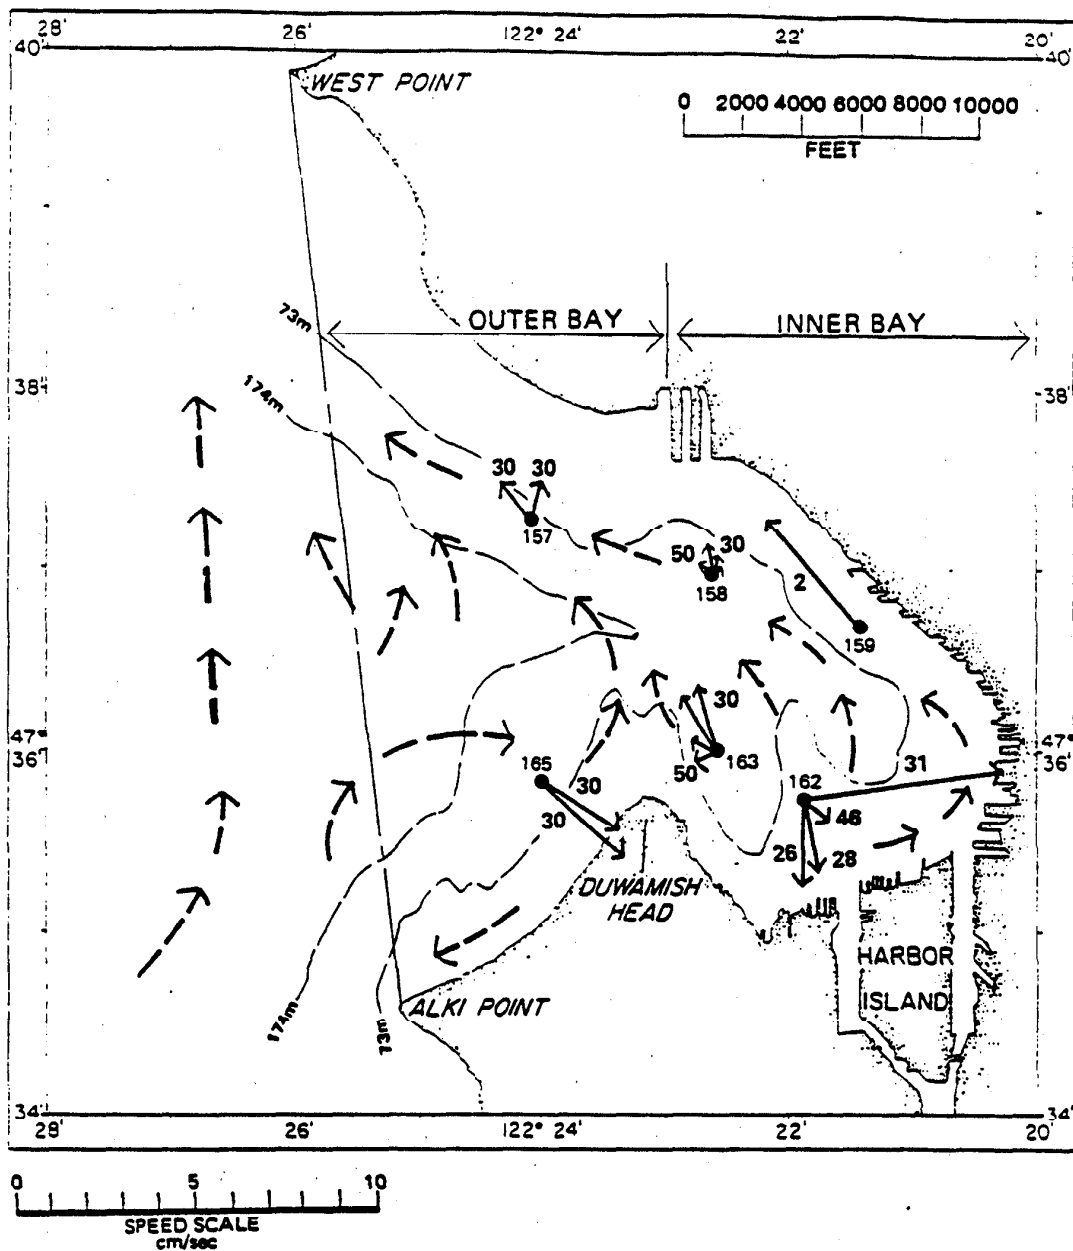 28' 26' 122° 24' 22' 20'
40' 40'
WEST POINT
0 2000 4000 6000 8000 10000
FEET
73m
OUTER BAY INNER BAY
174m
38' 38'
30 30
157
50 30
158
2
159
30
47° 47°
36' 36'
165 50 163 31
30 162
30 46
26 28
DUWAMISH
HEAD
HARBOR
ISLAND
ALKI POINT
174m
73m
34' 34'
28' 26' 122° 24' 22' 20'
0 5 10
SPEED SCALE
cm/sec